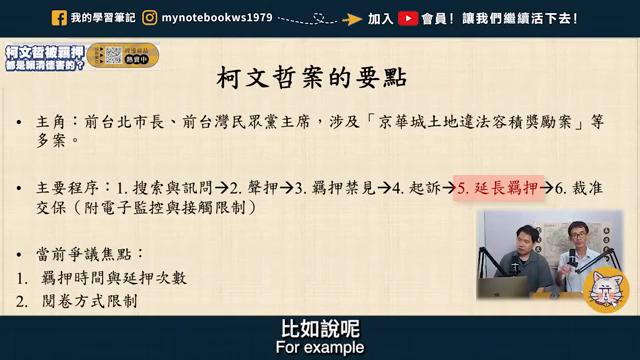 我的學習筆記 mynotebookws1979 加入 會員！讓我們繼續活下去！
柯文哲被羈押
都是賴清德害的？
熱賣中
柯文哲案的要點
• 主角：前台北市長、前台灣民眾黨主席，涉及「京華城土地違法容積獎勵案」等
多案。
• 主要程序：1. 搜索與訊問→2. 聲押→3. 羈押禁見→4. 起訴→5. 延長羈押→6. 裁准
交保（附電子監控與接觸限制）
• 當前爭議焦點：
1. 羈押時間與延押次數
2. 閱卷方式限制
比如說呢
For example